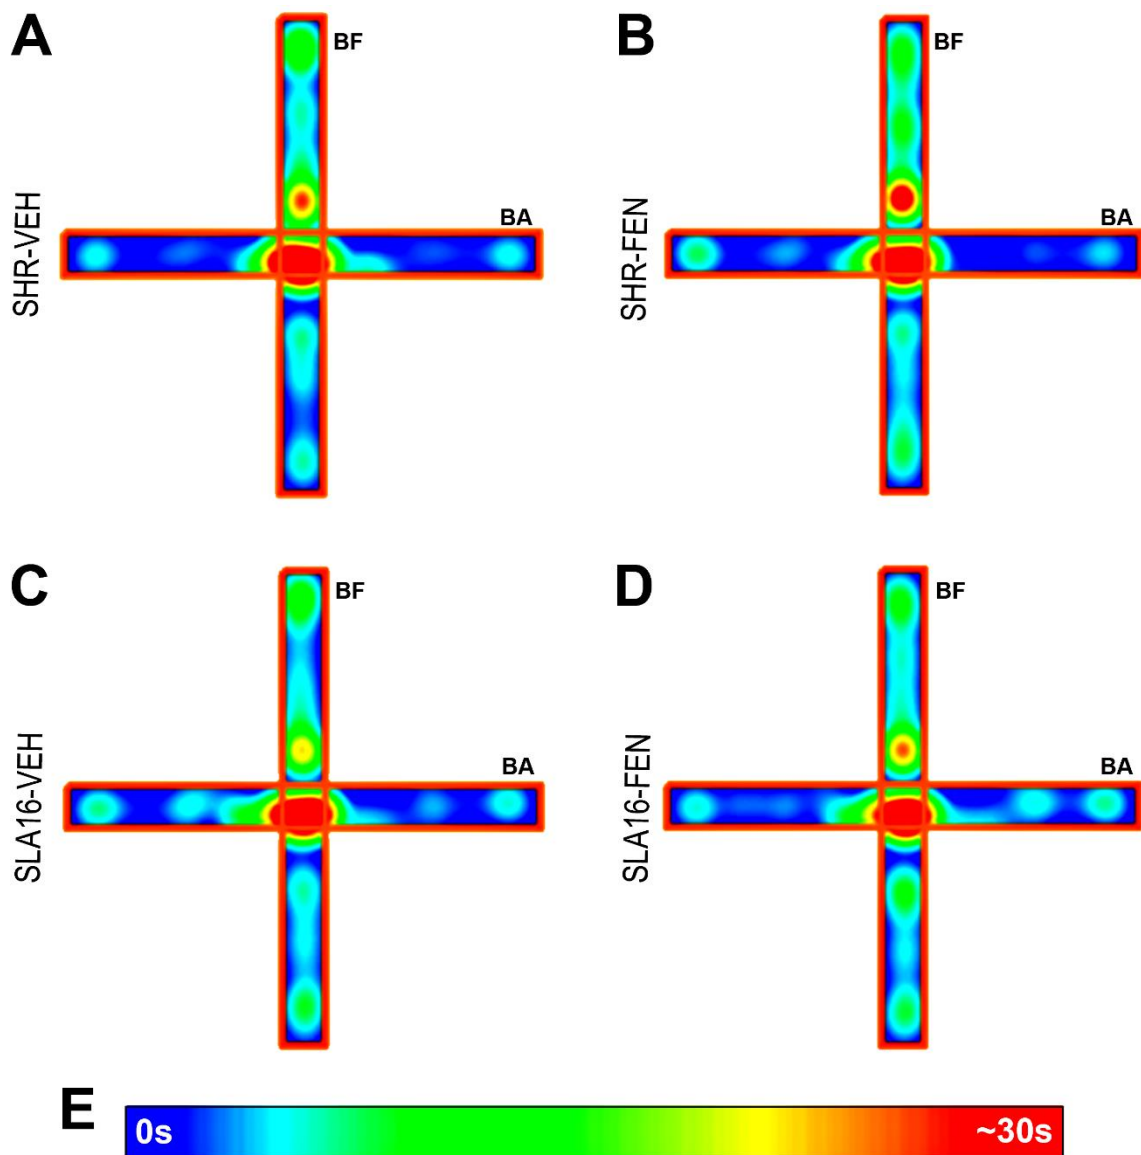 A
BF
B
BF
SHR-VEH
BA
SHR-FEN
BA
C
BF
D
BF
SLA16-VEH
BA
SLA16-FEN
BA
E
0s
~30s